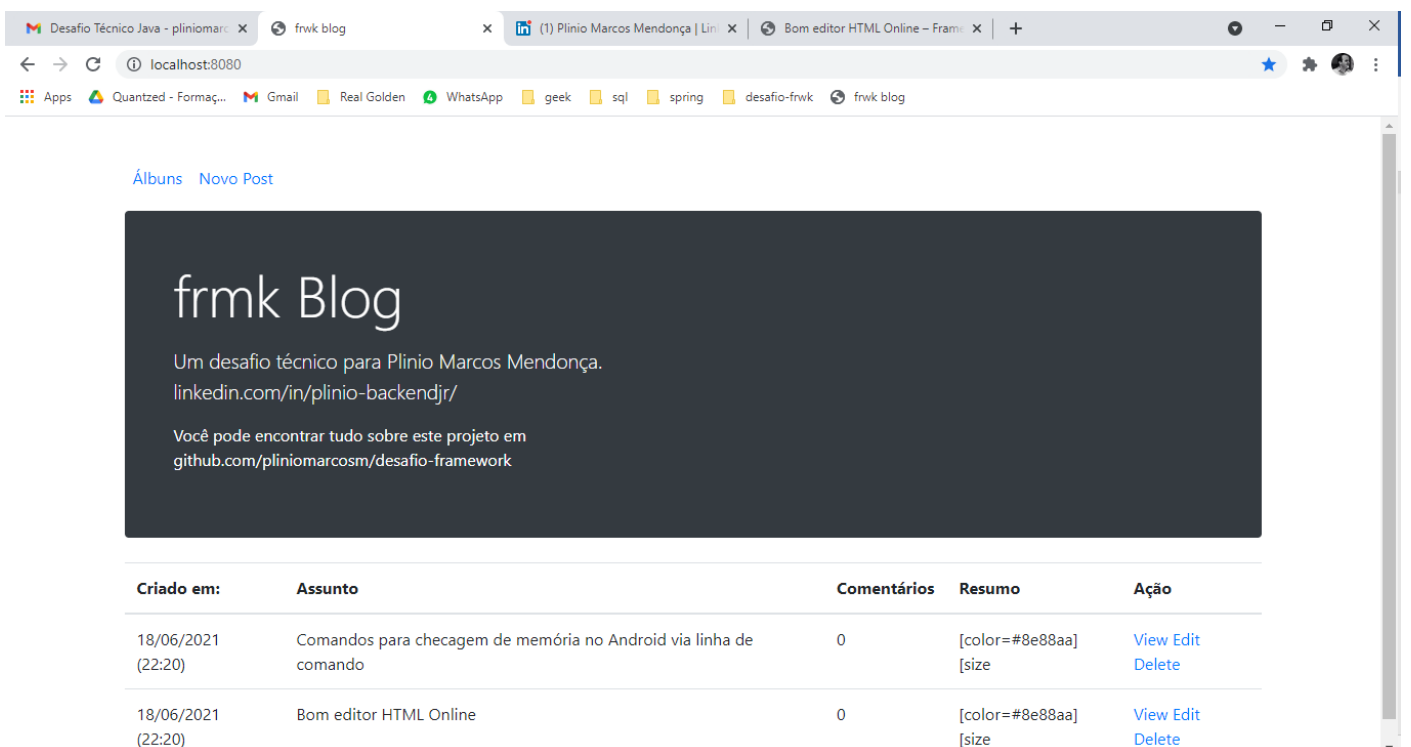 Desafio Técnico Java - pliniomarc
frwk blog
(1) Plinio Marcos Mendonça | Lin
Bom editor HTML Online – Frame
localhost:8080
Apps Quantzed - Formaç... Gmail Real Golden 4 WhatsApp geek sql spring desafio-frwk frwk blog
Álbuns Novo Post
frmk Blog
Um desafio técnico para Plinio Marcos Mendonça.
linkedin.com/in/plinio-backendjr/
Você pode encontrar tudo sobre este projeto em
github.com/pliniomarcosm/desafio-framework
Criado em: Assunto Comentários Resumo Ação
18/06/2021 Comandos para checagem de memória no Android via linha de 0 [color=#8e88aa] View Edit
(22:20) comando [size Delete
18/06/2021 Bom editor HTML Online 0 [color=#8e88aa] View Edit
(22:20) [size Delete